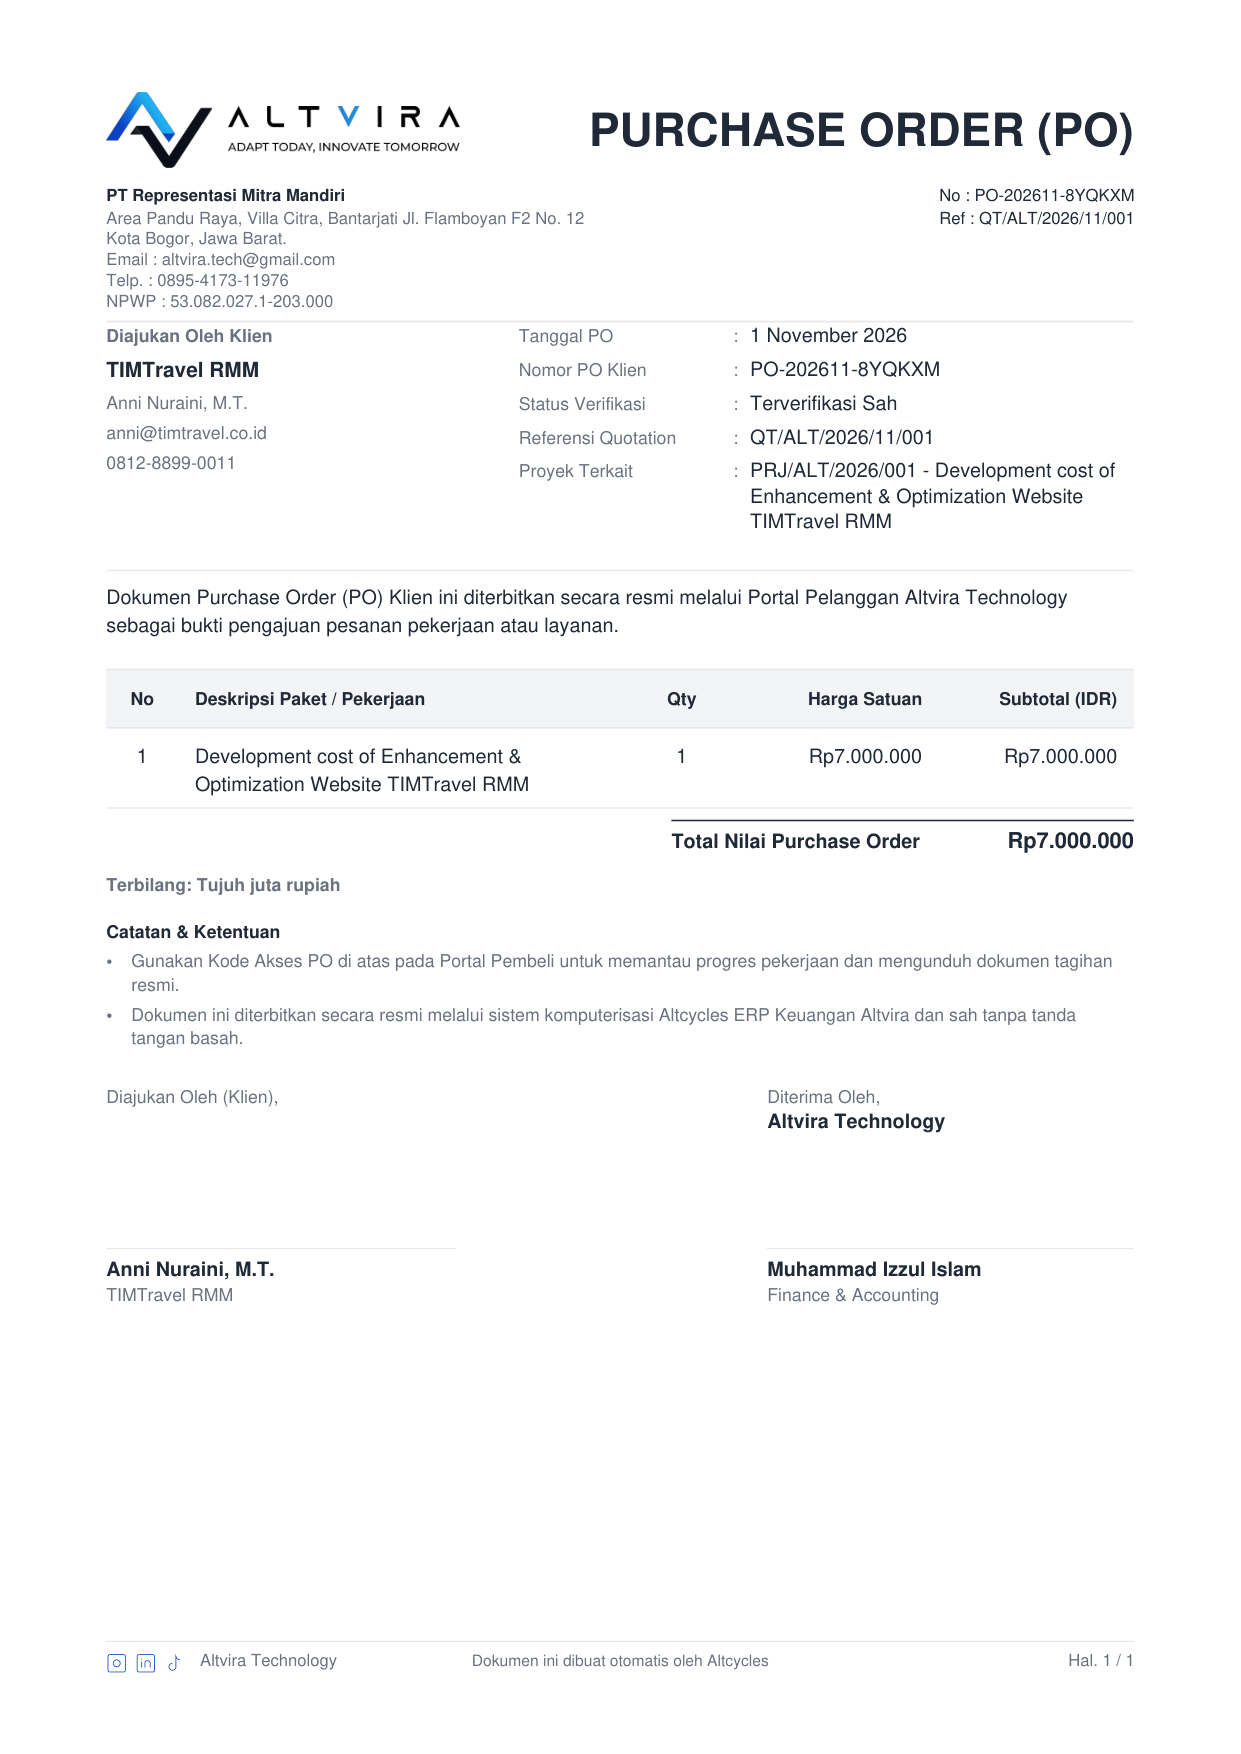 ALTVIRA
ADAPT TODAY, INNOVATE TOMORROW
PURCHASE ORDER (PO)
PT Representasi Mitra Mandiri
Area Pandu Raya, Villa Citra, Bantarjati Jl. Flamboyan F2 No. 12
Kota Bogor, Jawa Barat.
Email : altvira.tech@gmail.com
Telp. : 0895-4173-11976
NPWP : 53.082.027.1-203.000
No : PO-202611-8YQKXM
Ref : QT/ALT/2026/11/001
Diajukan Oleh Klien
TIMTravel RMM
Anni Nuraini, M.T.
anni@timtravel.co.id
0812-8899-0011
Tanggal PO : 1 November 2026
Nomor PO Klien : PO-202611-8YQKXM
Status Verifikasi : Terverifikasi Sah
Referensi Quotation : QT/ALT/2026/11/001
Proyek Terkait : PRJ/ALT/2026/001 - Development cost of
Enhancement & Optimization Website
TIMTravel RMM
Dokumen Purchase Order (PO) Klien ini diterbitkan secara resmi melalui Portal Pelanggan Altvira Technology
sebagai bukti pengajuan pesanan pekerjaan atau layanan.
No Deskripsi Paket / Pekerjaan Qty Harga Satuan Subtotal (IDR)
1 Development cost of Enhancement & 1 Rp7.000.000 Rp7.000.000
Optimization Website TIMTravel RMM
Total Nilai Purchase Order Rp7.000.000
Terbilang: Tujuh juta rupiah
Catatan & Ketentuan
• Gunakan Kode Akses PO di atas pada Portal Pembeli untuk memantau progres pekerjaan dan mengunduh dokumen tagihan
resmi.
• Dokumen ini diterbitkan secara resmi melalui sistem komputerisasi Altcycles ERP Keuangan Altvira dan sah tanpa tanda
tangan basah.
Diajukan Oleh (Klien),
Diterima Oleh,
Altvira Technology
Anni Nuraini, M.T.
TIMTravel RMM
Muhammad Izzul Islam
Finance & Accounting
Altvira Technology
Dokumen ini dibuat otomatis oleh Altcycles
Hal. 1 / 1